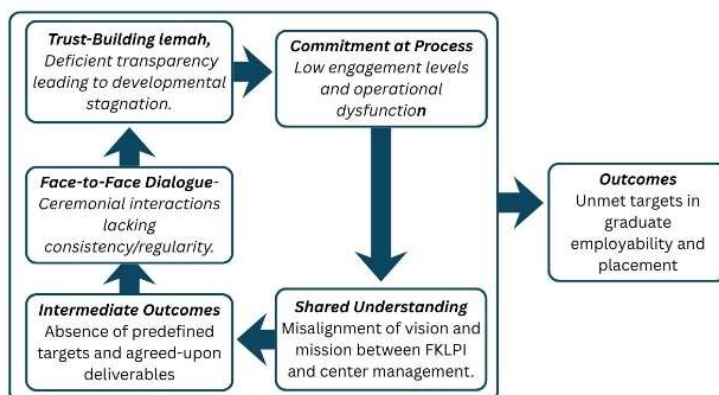 Trust-Building lemah,
Deficient transparency
leading to developmental
stagnation.
Commitment at Process
Low engagement levels
and operational
dysfunction
Face-to-Face Dialogue-
Ceremonial interactions
lacking
consistency/regularity.
Outcomes
Unmet targets in
graduate
employability and
placement
Intermediate Outcomes
Absence of predefined
targets and agreed-upon
deliverables
Shared Understanding
Misalignment of vision and
mission between FKLPI
and center management.